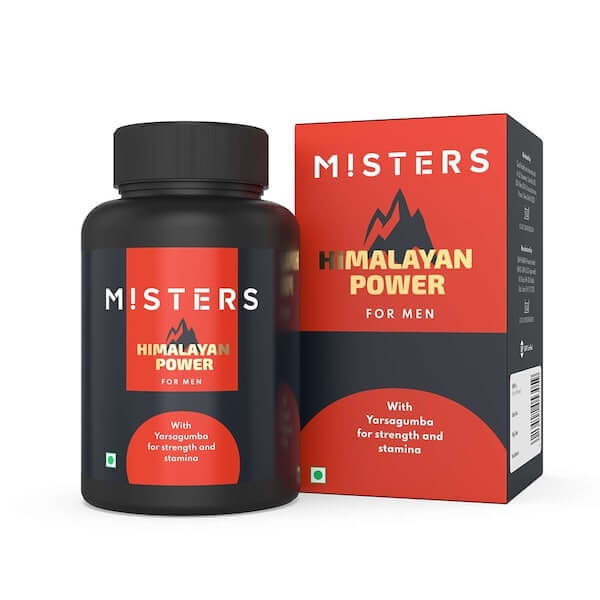 M!STERS
HIMALAYAN
POWER
FOR MEN
With
Yarsagumba
for strength and
stamina
M!STERS
HIMALAYAN
POWER
FOR MEN
With
Yarsagumba
for strength and
stamina